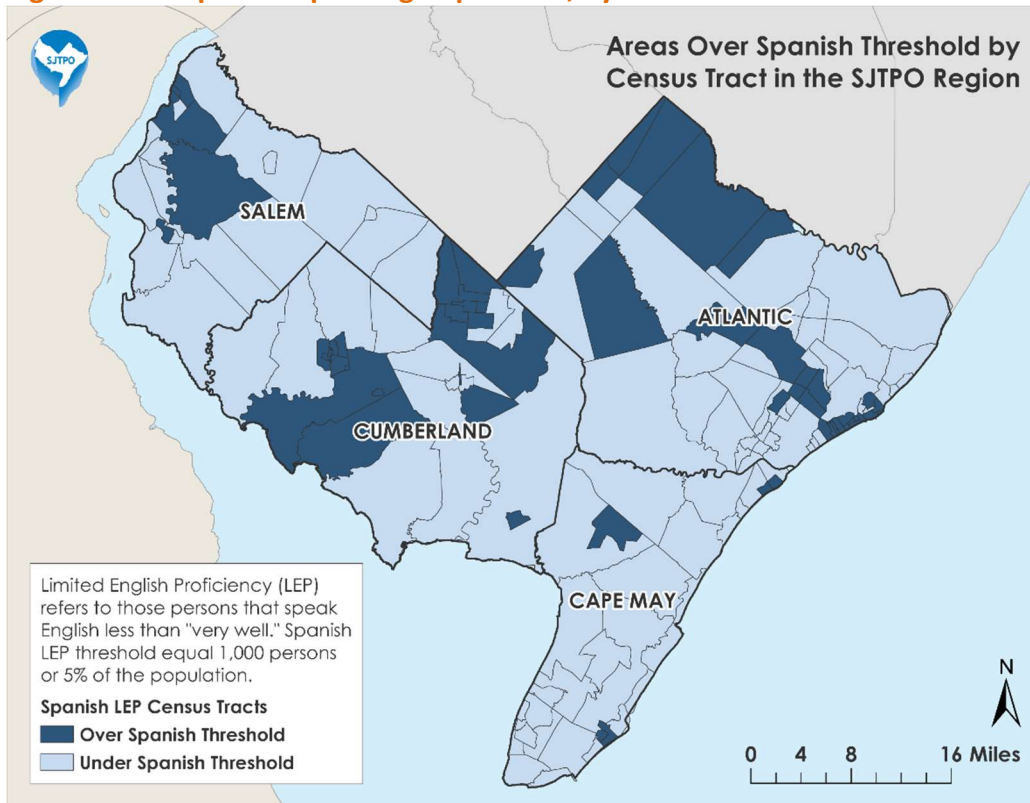 SJTPO
Areas Over Spanish Threshold by
Census Tract in the SJTPO Region
SALEM
ATLANTIC
CUMBERLAND
CAPE MAY
Limited English Proficiency (LEP)
refers to those persons that speak
English less than "very well." Spanish
LEP threshold equal 1,000 persons
or 5% of the population.
Spanish LEP Census Tracts
Over Spanish Threshold
Under Spanish Threshold
N
0 4 8 16 Miles